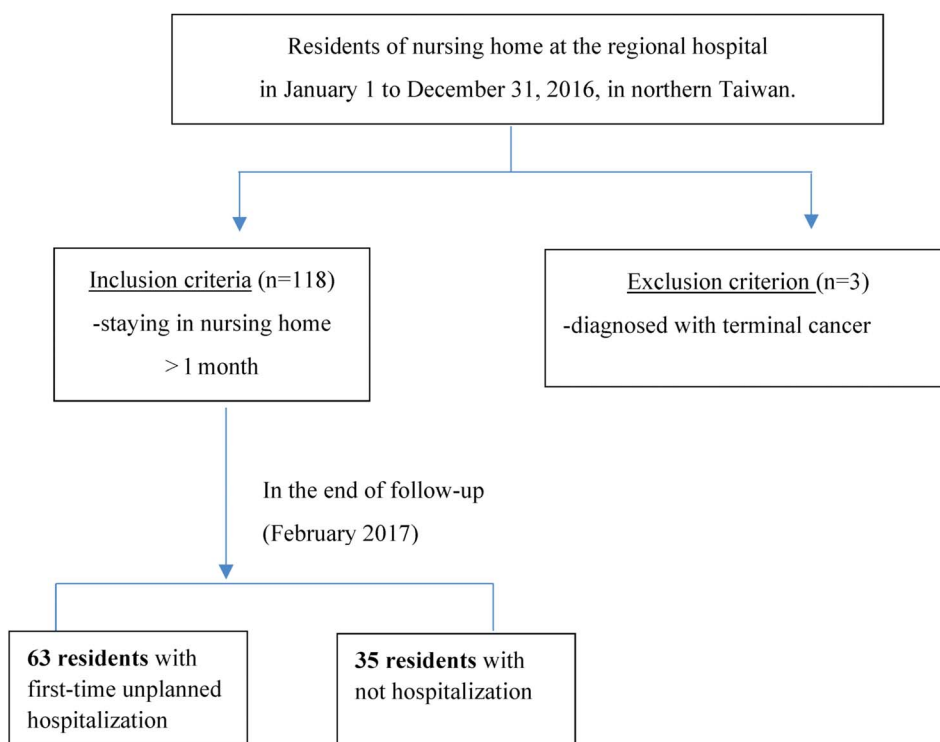 Residents of nursing home at the regional hospital
in January 1 to December 31, 2016, in northern Taiwan.
Inclusion criteria (n=118)
-staying in nursing home
> 1 month
Exclusion criterion (n=3)
-diagnosed with terminal cancer
In the end of follow-up
(February 2017)
63 residents with
first-time unplanned
hospitalization
35 residents with
not hospitalization